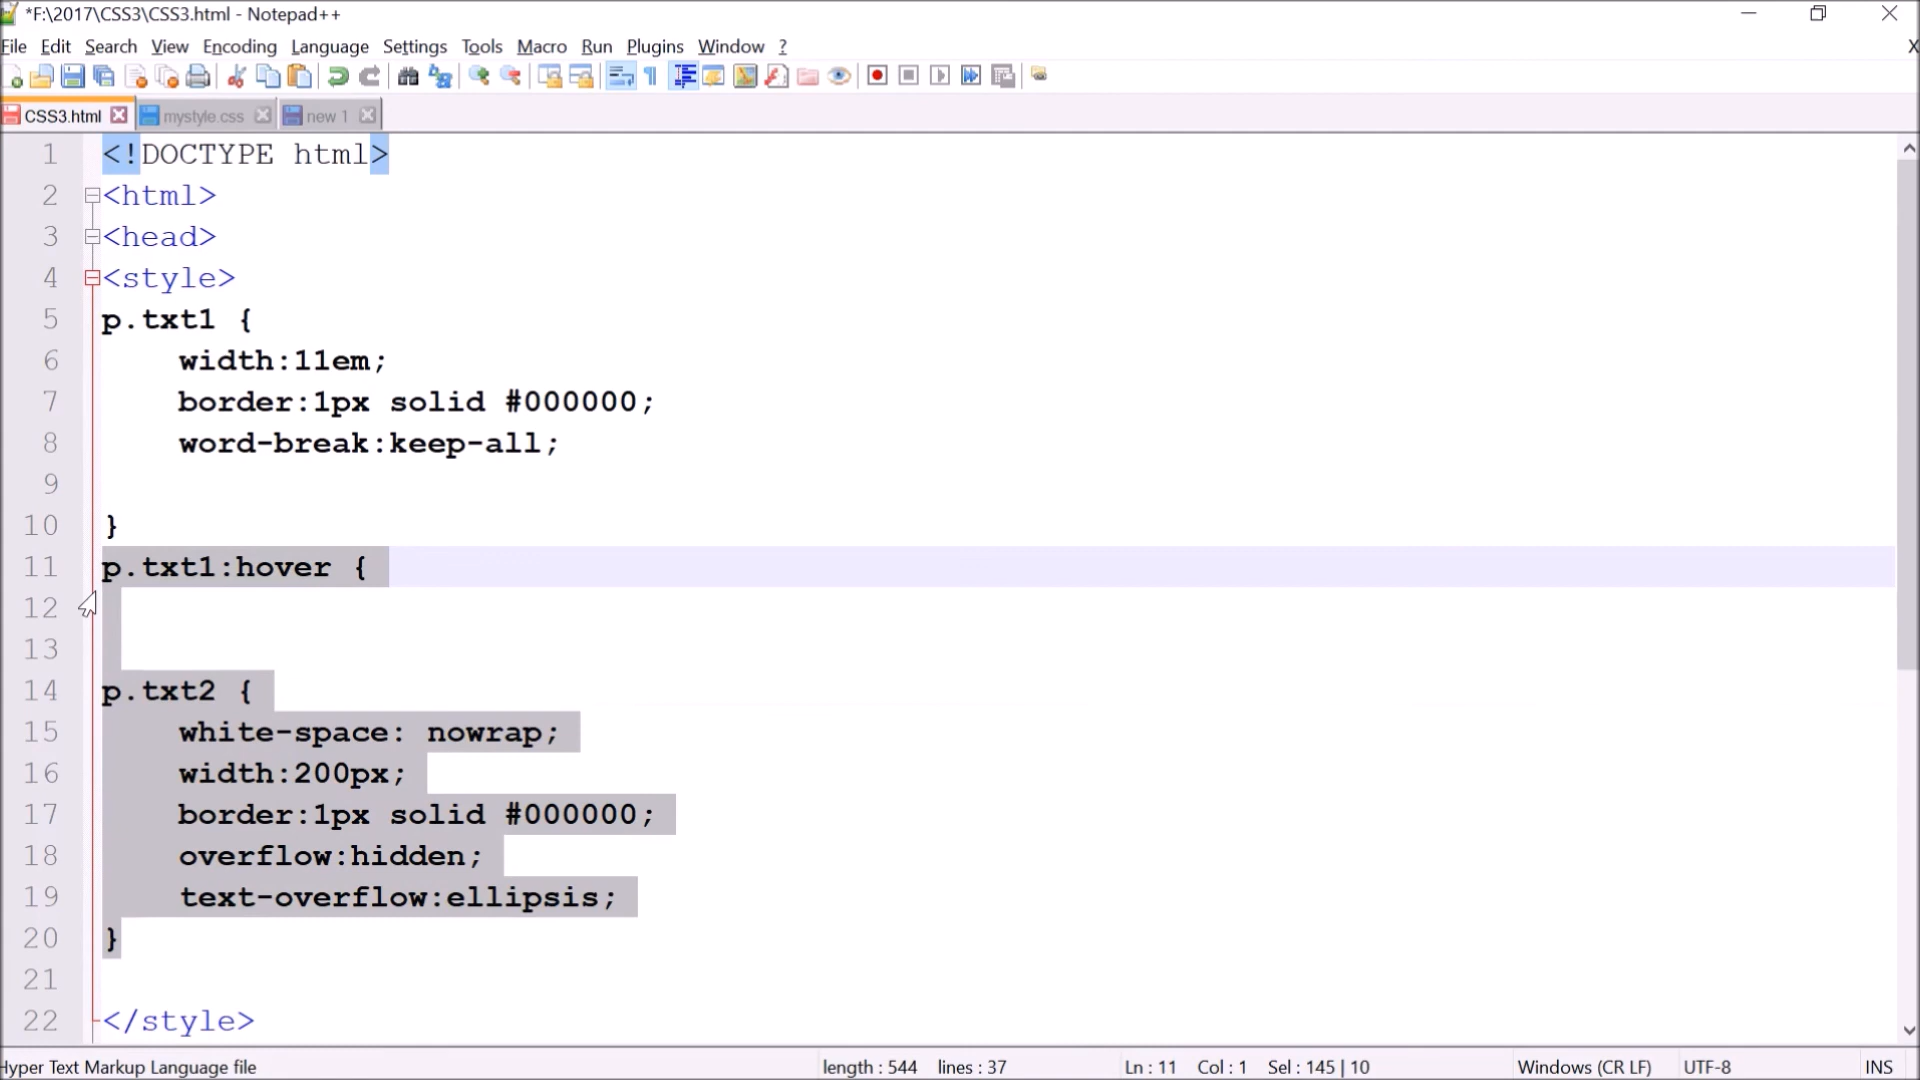 *F:\2017\CSS3\CSS3.html - Notepad++
File Edit Search View Encoding Language Settings Tools Macro Run Plugins Window ? X
CSS3.html mystyle.css new 1
1 <!DOCTYPE html>
2 <html>
3 <head>
4 <style>
5 p.txt1 {
6 width:11em;
7 border:1px solid #000000;
8 word-break:keep-all;
9
10 }
11 p.txt1:hover {
12
13
14 p.txt2 {
15 white-space: nowrap;
16 width:200px;
17 border:1px solid #000000;
18 overflow:hidden;
19 text-overflow:ellipsis;
20 }
21
22 </style>
Hyper Text Markup Language file length : 544 lines : 37 Ln : 11 Col : 1 Sel : 145 | 10 Windows (CR LF) UTF-8 INS